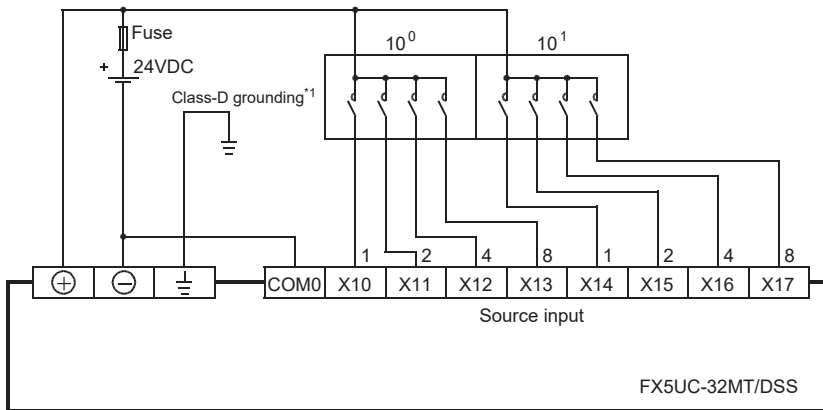 Fuse
10⁰
10¹
+ 24VDC
Class-D grounding*1
1 2 4 8 1 2 4 8
+ − COM0 X10 X11 X12 X13 X14 X15 X16 X17
Source input
FX5UC-32MT/DSS